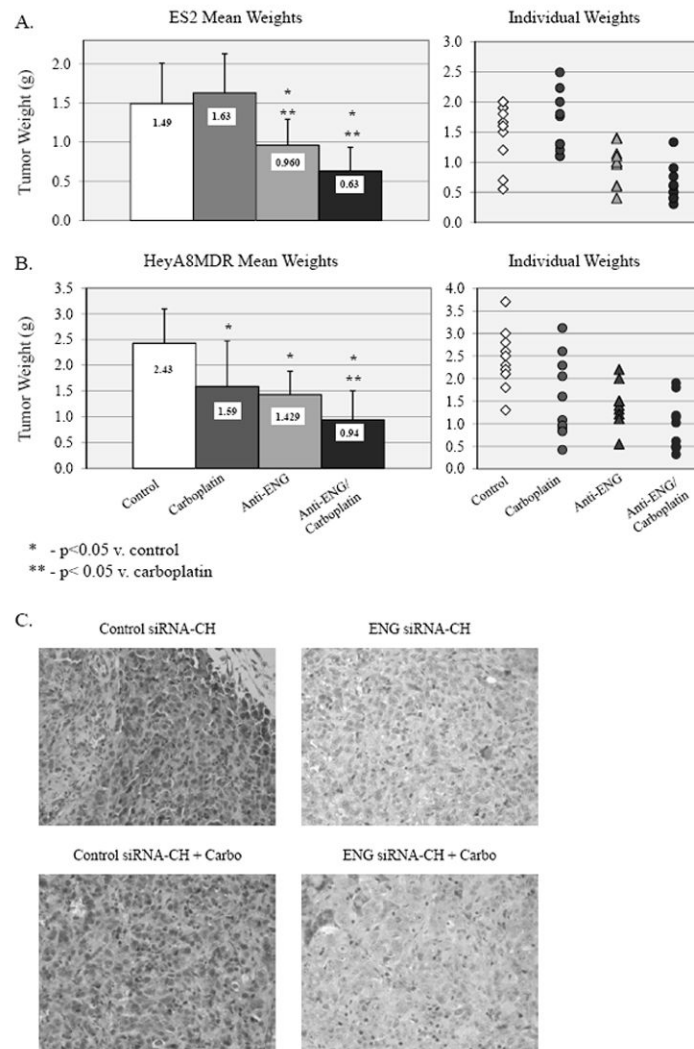 A.
ES2 Mean Weights
Individual Weights
Tumor Weight (g)
2.0
1.5
1.0
0.5
0.0
1.49
1.63
*
**
0.960
*
**
0.63
3.0
2.5
2.0
1.5
1.0
0.5
0.0
B.
HeyA8MDR Mean Weights
Individual Weights
Tumor Weight (g)
3.5
3.0
2.5
2.0
1.5
1.0
0.5
0.0
2.43
*
1.59
*
1.429
*
**
0.94
4.0
3.5
3.0
2.5
2.0
1.5
1.0
0.5
0.0
Control
Carboplatin
Anti-ENG
Anti-ENG/
Carboplatin
Control
Carboplatin
Anti-ENG
Anti-ENG/
Carboplatin
* - p<0.05 v. control
** - p< 0.05 v. carboplatin
C.
Control siRNA-CH
ENG siRNA-CH
Control siRNA-CH + Carbo
ENG siRNA-CH + Carbo